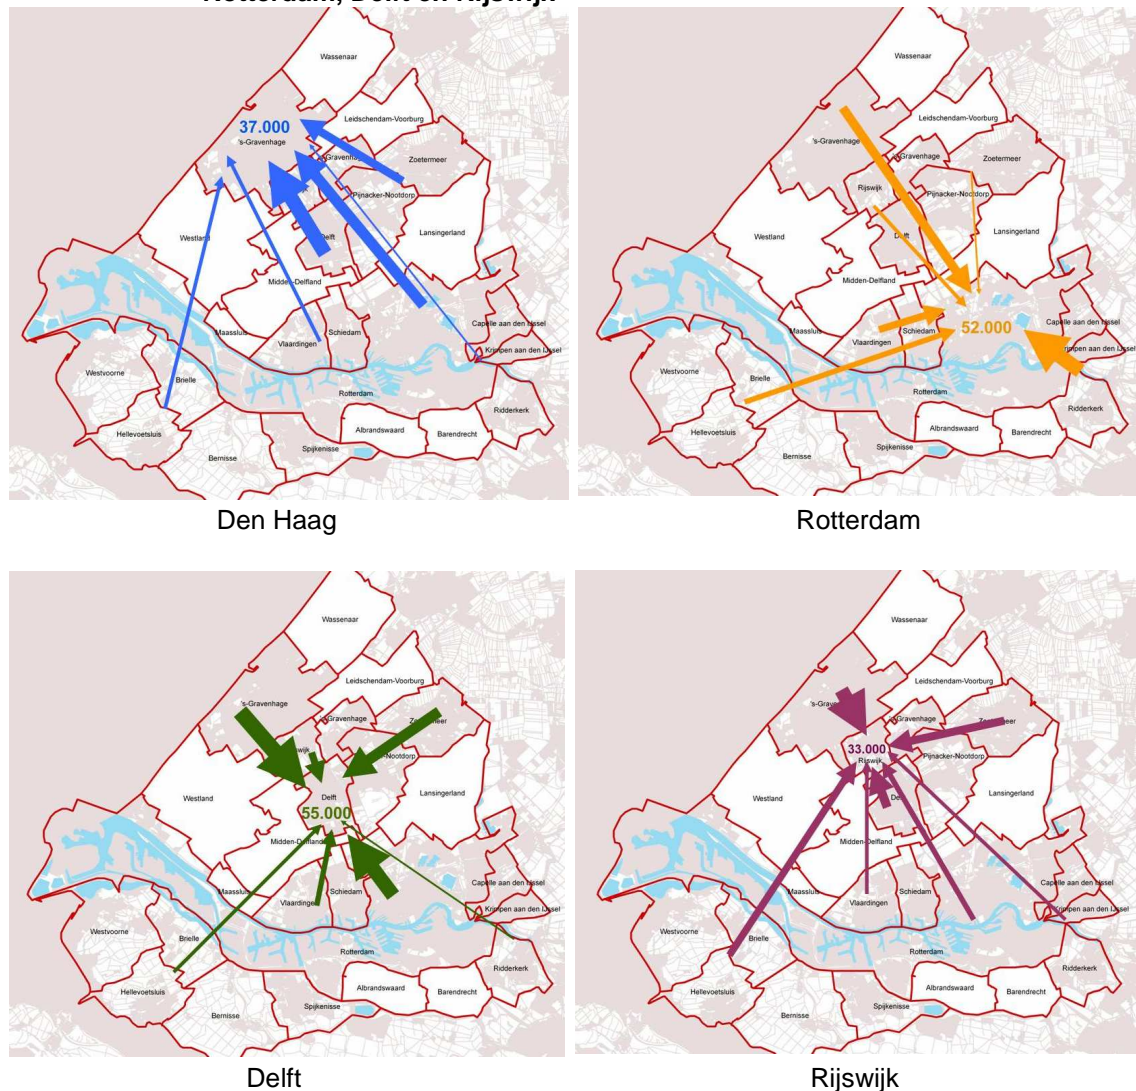 Rotterdam, Delft en Rijswijk
Wassenaar
37.000
's-Gravenhage
Leidschendam-Voorburg
's-Gravenhage
Zoetermeer
Pijnacker-Nootdorp
Westland
Delft
Lansingerland
Midden-Delfland
Maassluis
Vlaardingen
Schiedam
Capelle aan den IJssel
Krimpen aan den IJssel
Westvoorne
Brielle
Rotterdam
Ridderkerk
Hellevoetsluis
Albrandswaard
Barendrecht
Bernisse
Spijkenisse
Den Haag
Wassenaar
Leidschendam-Voorburg
's-Gravenhage
's-Gravenhage
Zoetermeer
Rijswijk
Pijnacker-Nootdorp
Westland
Delft
Lansingerland
Midden-Delfland
Maassluis
Vlaardingen
Schiedam
52.000
Capelle aan den IJssel
Krimpen aan den IJssel
Westvoorne
Brielle
Rotterdam
Ridderkerk
Hellevoetsluis
Albrandswaard
Barendrecht
Bernisse
Spijkenisse
Rotterdam
Wassenaar
Leidschendam-Voorburg
's-Gravenhage
's-Gravenhage
Delft
55.000
Westland
Lansingerland
Midden-Delfland
Maassluis
Vlaardingen
Schiedam
Capelle aan den IJssel
Krimpen aan den IJssel
Westvoorne
Brielle
Rotterdam
Ridderkerk
Hellevoetsluis
Albrandswaard
Barendrecht
Bernisse
Spijkenisse
Delft
Wassenaar
Leidschendam-Voorburg
's-Gravenhage
33.000
Rijswijk
Pijnacker-Nootdorp
Westland
Lansingerland
Midden-Delfland
Maassluis
Vlaardingen
Schiedam
Capelle aan den IJssel
Krimpen aan den IJssel
Westvoorne
Brielle
Rotterdam
Ridderkerk
Hellevoetsluis
Albrandswaard
Barendrecht
Bernisse
Spijkenisse
Rijswijk